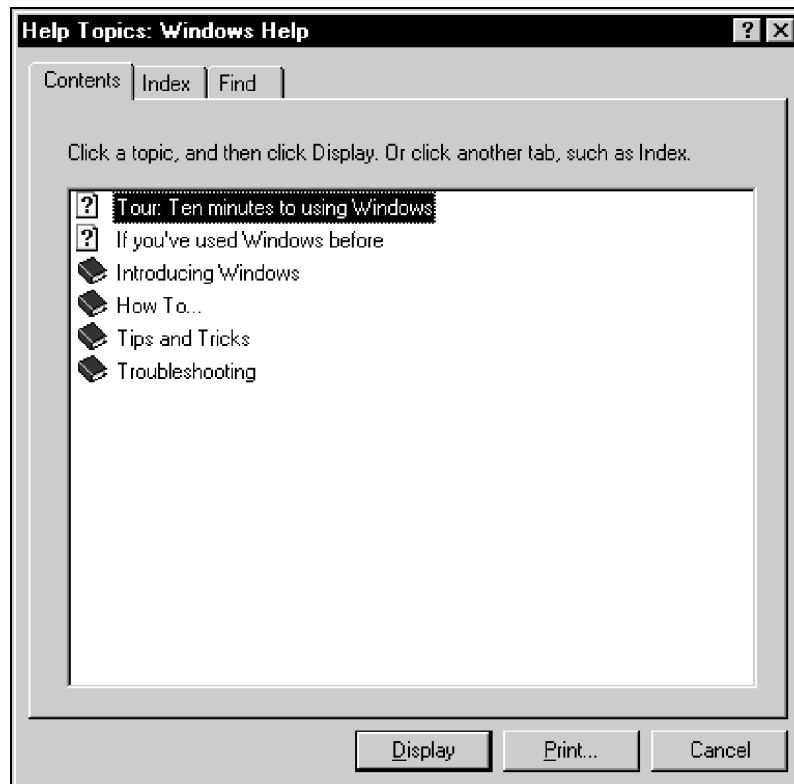 Help Topics: Windows Help
Contents Index Find
Click a topic, and then click Display. Or click another tab, such as Index.
Tour: Ten minutes to using Windows
If you've used Windows before
Introducing Windows
How To...
Tips and Tricks
Troubleshooting
Display Print... Cancel